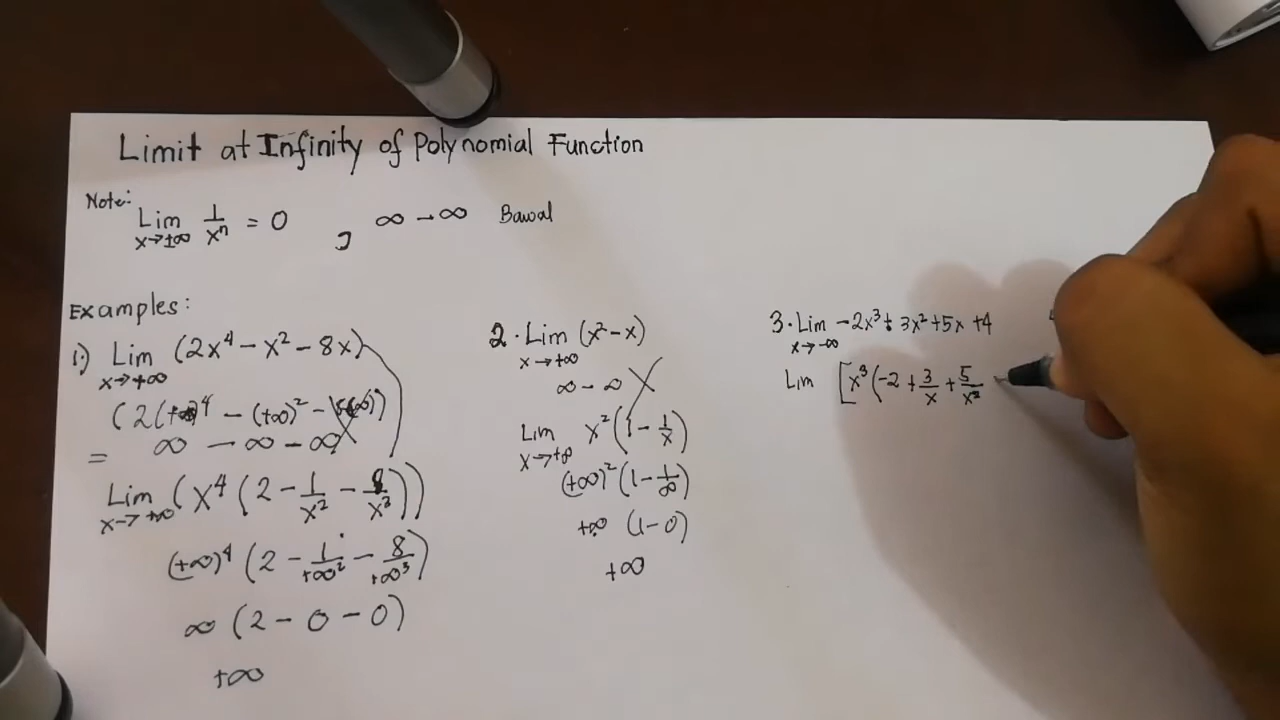 Limit at Infinity of Polynomial Function
Note:
Lim 1/xⁿ = 0 , ∞ - ∞ Bawal
x→±∞
Examples:
1.) Lim (2x⁴ - x² - 8x)
x→+∞
(2(+∞)⁴ - (+∞)² - 8(∞))
∞ - ∞ - ∞
=
Lim (x⁴ (2 - 1/x² - 8/x³))
x→+∞
(+∞)⁴ (2 - 1/+∞² - 8/+∞³)
∞ (2 - 0 - 0)
+∞
2. Lim (x² - x)
x→+∞
∞ - ∞ X
Lim x² (1 - 1/x)
x→+∞
(+∞)² (1 - 1/∞)
+∞ (1 - 0)
+∞
3. Lim -2x³ + 3x² + 5x + 4
x→-∞
Lim [x³ (-2 + 3/x + 5/x²